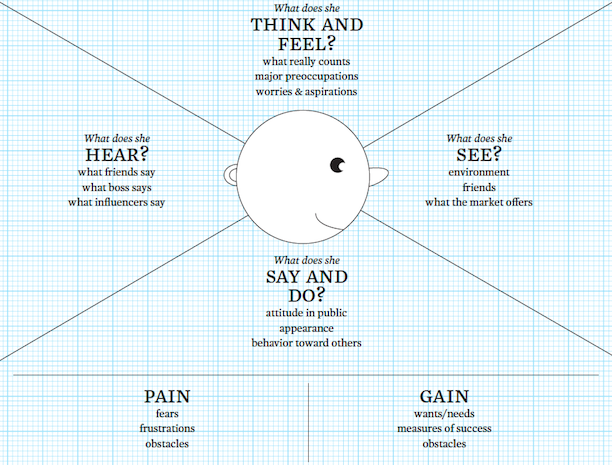 What does she
THINK AND
FEEL?
what really counts
major preoccupations
worries & aspirations
What does she
HEAR?
what friends say
what boss says
what influencers say
What does she
SEE?
environment
friends
what the market offers
What does she
SAY AND
DO?
attitude in public
appearance
behavior toward others
PAIN
fears
frustrations
obstacles
GAIN
wants/needs
measures of success
obstacles